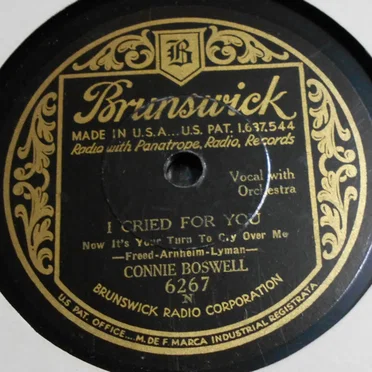 B
Brunswick
MADE IN U.S.A... U.S. PAT. 1,637,544
Radio with Panatrope, Radio, Records
Vocal with
Orchestra
I CRIED FOR YOU
Now It's Your Turn To Cry Over Me
—Freed-Arnheim-Lyman—
CONNIE BOSWELL
6267
N
BRUNSWICK RADIO CORPORATION
U.S. PAT. OFFICE.... M. DE F. MARCA INDUSTRIAL REGISTRATA